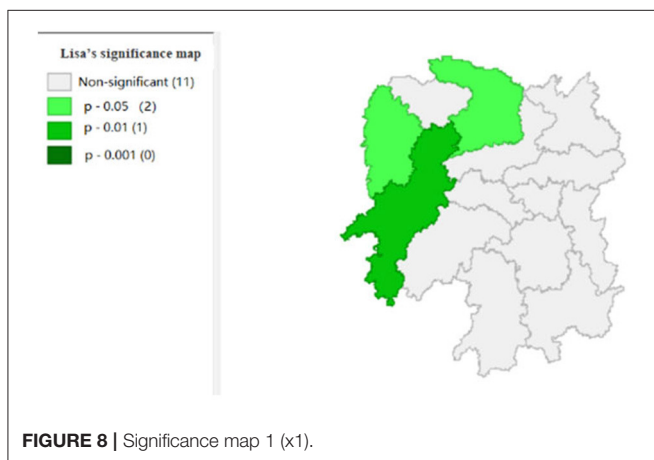 Lisa's significance map
Non-significant (11)
p - 0.05 (2)
p - 0.01 (1)
p - 0.001 (0)
FIGURE 8 | Significance map 1 (x1).